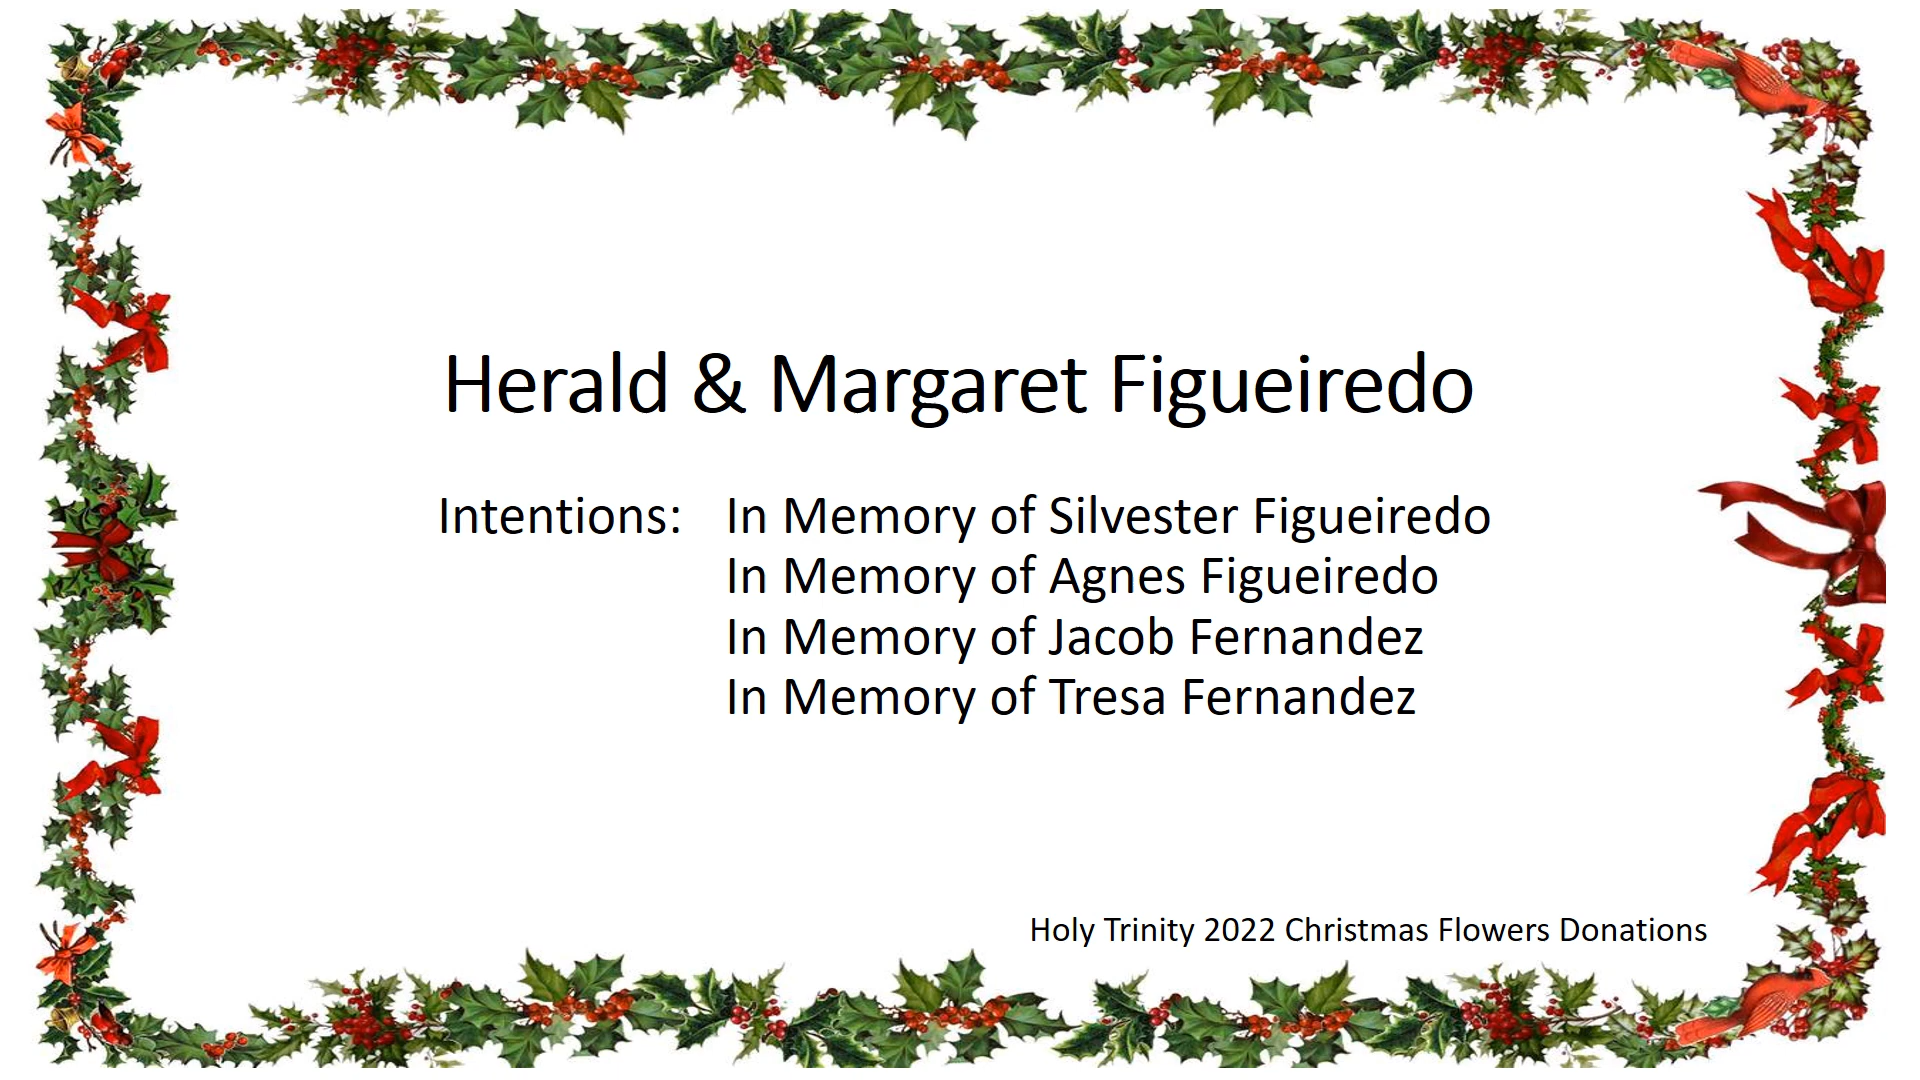 Herald & Margaret Figueiredo
Intentions: In Memory of Silvester Figueiredo
In Memory of Agnes Figueiredo
In Memory of Jacob Fernandez
In Memory of Tresa Fernandez
Holy Trinity 2022 Christmas Flowers Donations